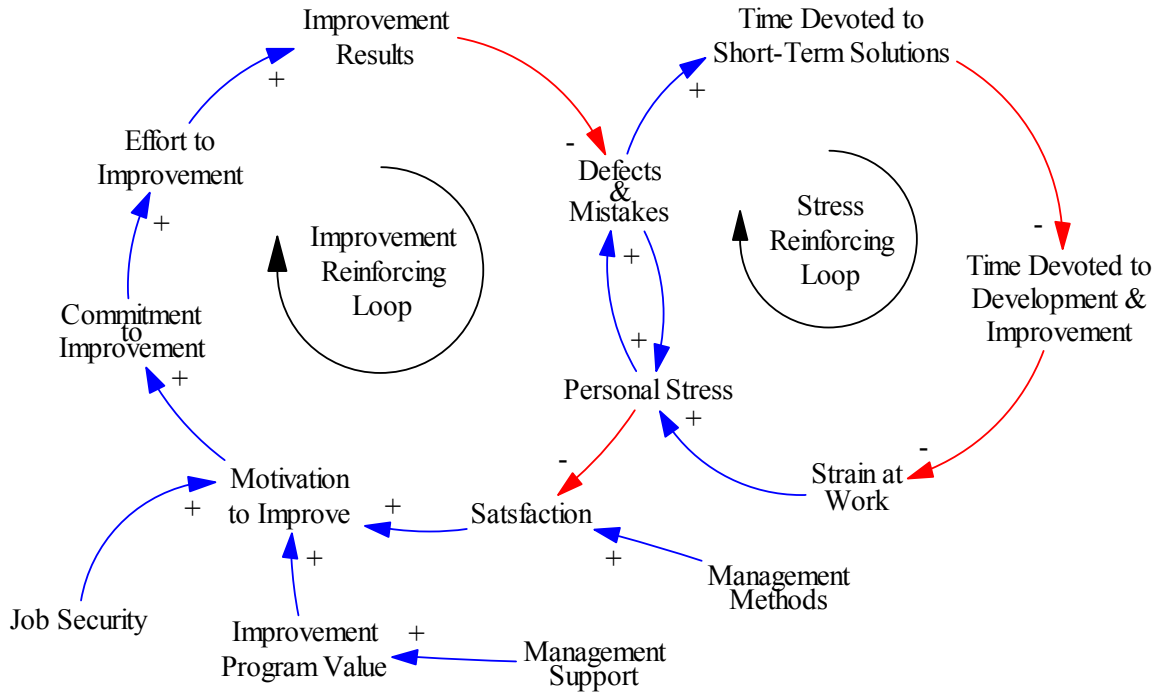 Improvement
Results
+
Time Devoted to
Short-Term Solutions
+
-
Effort to
Improvement
+
Defects
&
Mistakes
+
-
Improvement
Reinforcing
Loop
Stress
Reinforcing
Loop
Time Devoted to
Development &
Improvement
Commitment
to
Improvement
+
+
Personal Stress
+
-
-
Strain at
Work
Motivation
to Improve
+
+
Satsfaction
+
+
Management
Methods
Job Security
Improvement
Program Value
+
Management
Support